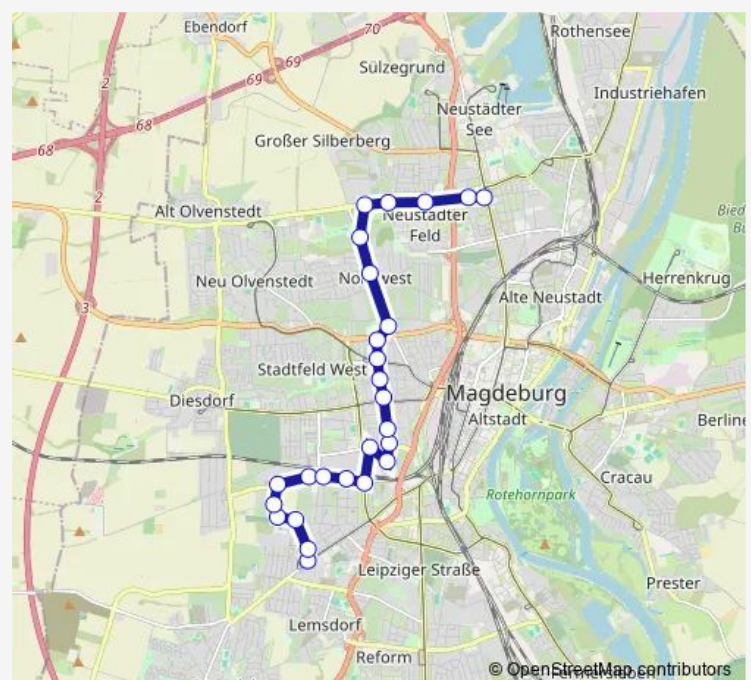 Ebendorf
Rothensee
70
69
69
Sülzegrund
2
Industriehafen
Neustädter
See
68
68
Großer Silberberg
2
Alt Olvenstedt
Neustädter
Feld
Neu Olvenstedt
Herrenkrug
Alte Neustadt
3
Stadtfeld West
Magdeburg
Diesdorf
Altstadt
Cracau
Rotehornpark
Leipziger Straße
Prester
Lemsdorf
Reform
© OpenStreetMap contributors